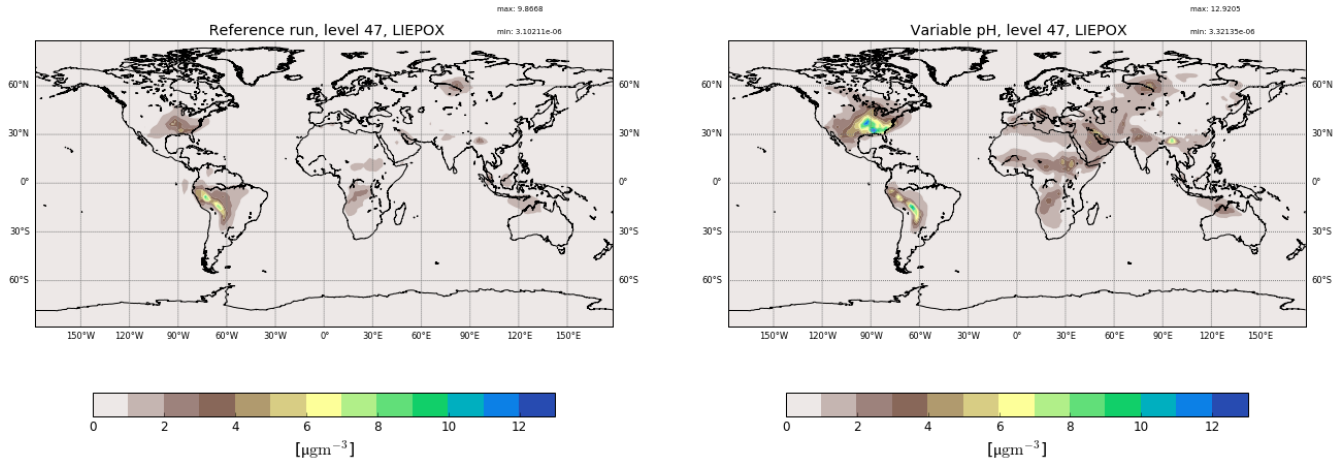 max: 9.8668
Reference run, level 47, LIEPOX
min: 3.10211e-06
60°N
60°N
30°N
30°N
0°
0°
30°S
30°S
60°S
60°S
150°W 120°W 90°W 60°W 30°W 0° 30°E 60°E 90°E 120°E 150°E
0 2 4 6 8 10 12
[μgm⁻³]
max: 12.9205
Variable pH, level 47, LIEPOX
min: 3.32135e-06
60°N
60°N
30°N
30°N
0°
0°
30°S
30°S
60°S
60°S
150°W 120°W 90°W 60°W 30°W 0° 30°E 60°E 90°E 120°E 150°E
0 2 4 6 8 10 12
[μgm⁻³]